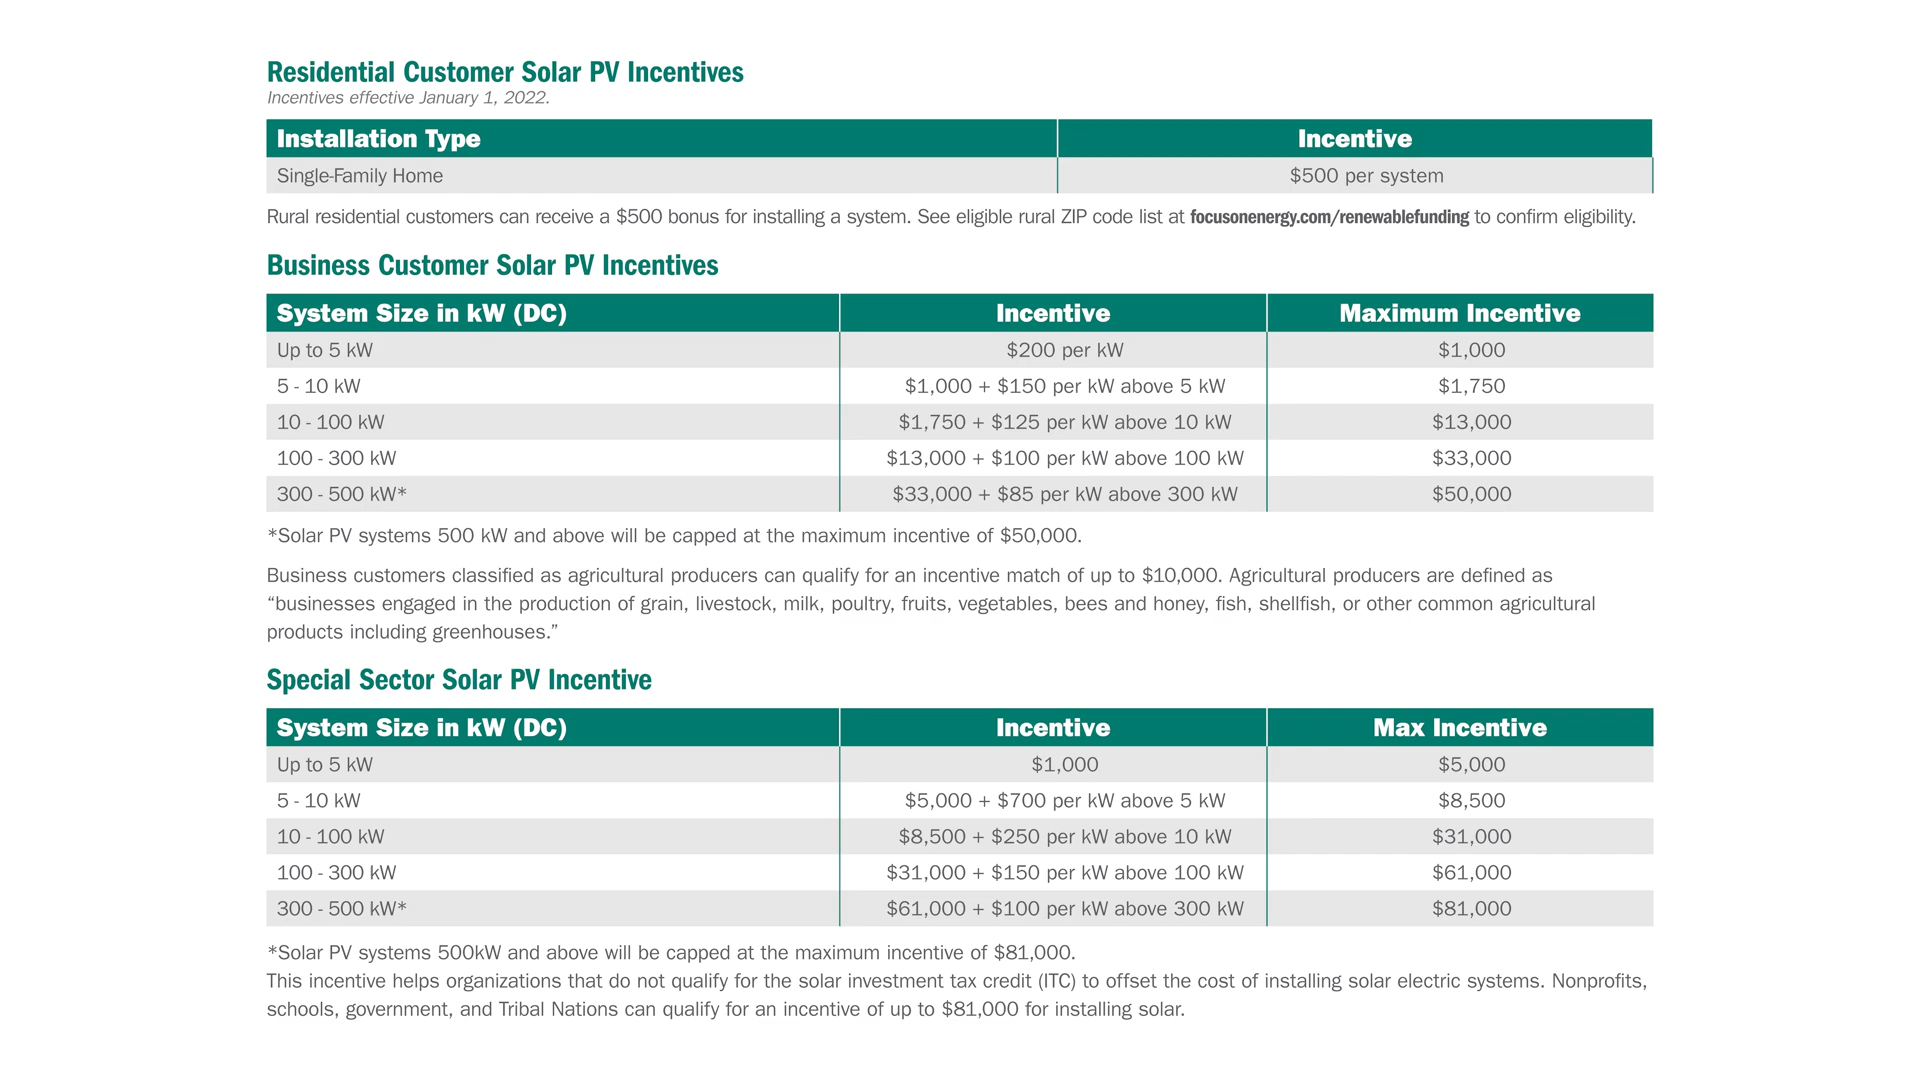 Residential Customer Solar PV Incentives
Incentives effective January 1, 2022.
Installation Type Incentive
Single-Family Home $500 per system
Rural residential customers can receive a $500 bonus for installing a system. See eligible rural ZIP code list at focusonenergy.com/renewablefunding to confirm eligibility.
Business Customer Solar PV Incentives
System Size in kW (DC) Incentive Maximum Incentive
Up to 5 kW $200 per kW $1,000
5 - 10 kW $1,000 + $150 per kW above 5 kW $1,750
10 - 100 kW $1,750 + $125 per kW above 10 kW $13,000
100 - 300 kW $13,000 + $100 per kW above 100 kW $33,000
300 - 500 kW* $33,000 + $85 per kW above 300 kW $50,000
*Solar PV systems 500 kW and above will be capped at the maximum incentive of $50,000.
Business customers classified as agricultural producers can qualify for an incentive match of up to $10,000. Agricultural producers are defined as
“businesses engaged in the production of grain, livestock, milk, poultry, fruits, vegetables, bees and honey, fish, shellfish, or other common agricultural
products including greenhouses.”
Special Sector Solar PV Incentive
System Size in kW (DC) Incentive Max Incentive
Up to 5 kW $1,000 $5,000
5 - 10 kW $5,000 + $700 per kW above 5 kW $8,500
10 - 100 kW $8,500 + $250 per kW above 10 kW $31,000
100 - 300 kW $31,000 + $150 per kW above 100 kW $61,000
300 - 500 kW* $61,000 + $100 per kW above 300 kW $81,000
*Solar PV systems 500kW and above will be capped at the maximum incentive of $81,000.
This incentive helps organizations that do not qualify for the solar investment tax credit (ITC) to offset the cost of installing solar electric systems. Nonprofits,
schools, government, and Tribal Nations can qualify for an incentive of up to $81,000 for installing solar.